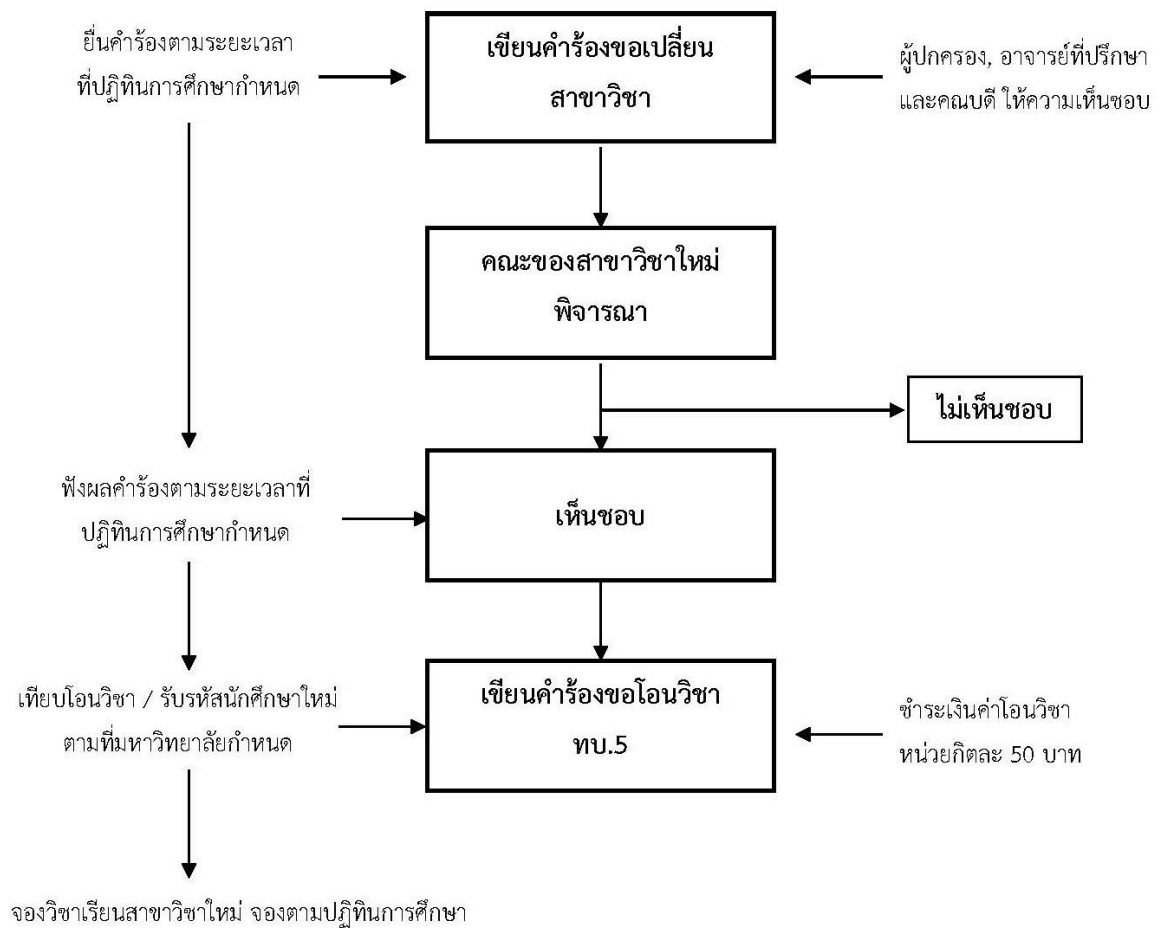 ยื่นคำร้องตามระยะเวลา
ที่ปฏิทินการศึกษากำหนด
เขียนคำร้องขอเปลี่ยน
สาขาวิชา
ผู้ปกครอง, อาจารย์ที่ปรึกษา
และคณบดี ให้ความเห็นชอบ
คณะของสาขาวิชาใหม่
พิจารณา
ไม่เห็นชอบ
ฟังผลคำร้องตามระยะเวลาที่
ปฏิทินการศึกษากำหนด
เห็นชอบ
เทียบโอนวิชา / รับรหัสนักศึกษาใหม่
ตามที่มหาวิทยาลัยกำหนด
เขียนคำร้องขอโอนวิชา
ทบ.5
ชำระเงินค่าโอนวิชา
หน่วยกิตละ 50 บาท
จองวิชาเรียนสาขาวิชาใหม่ จองตามปฏิทินการศึกษา